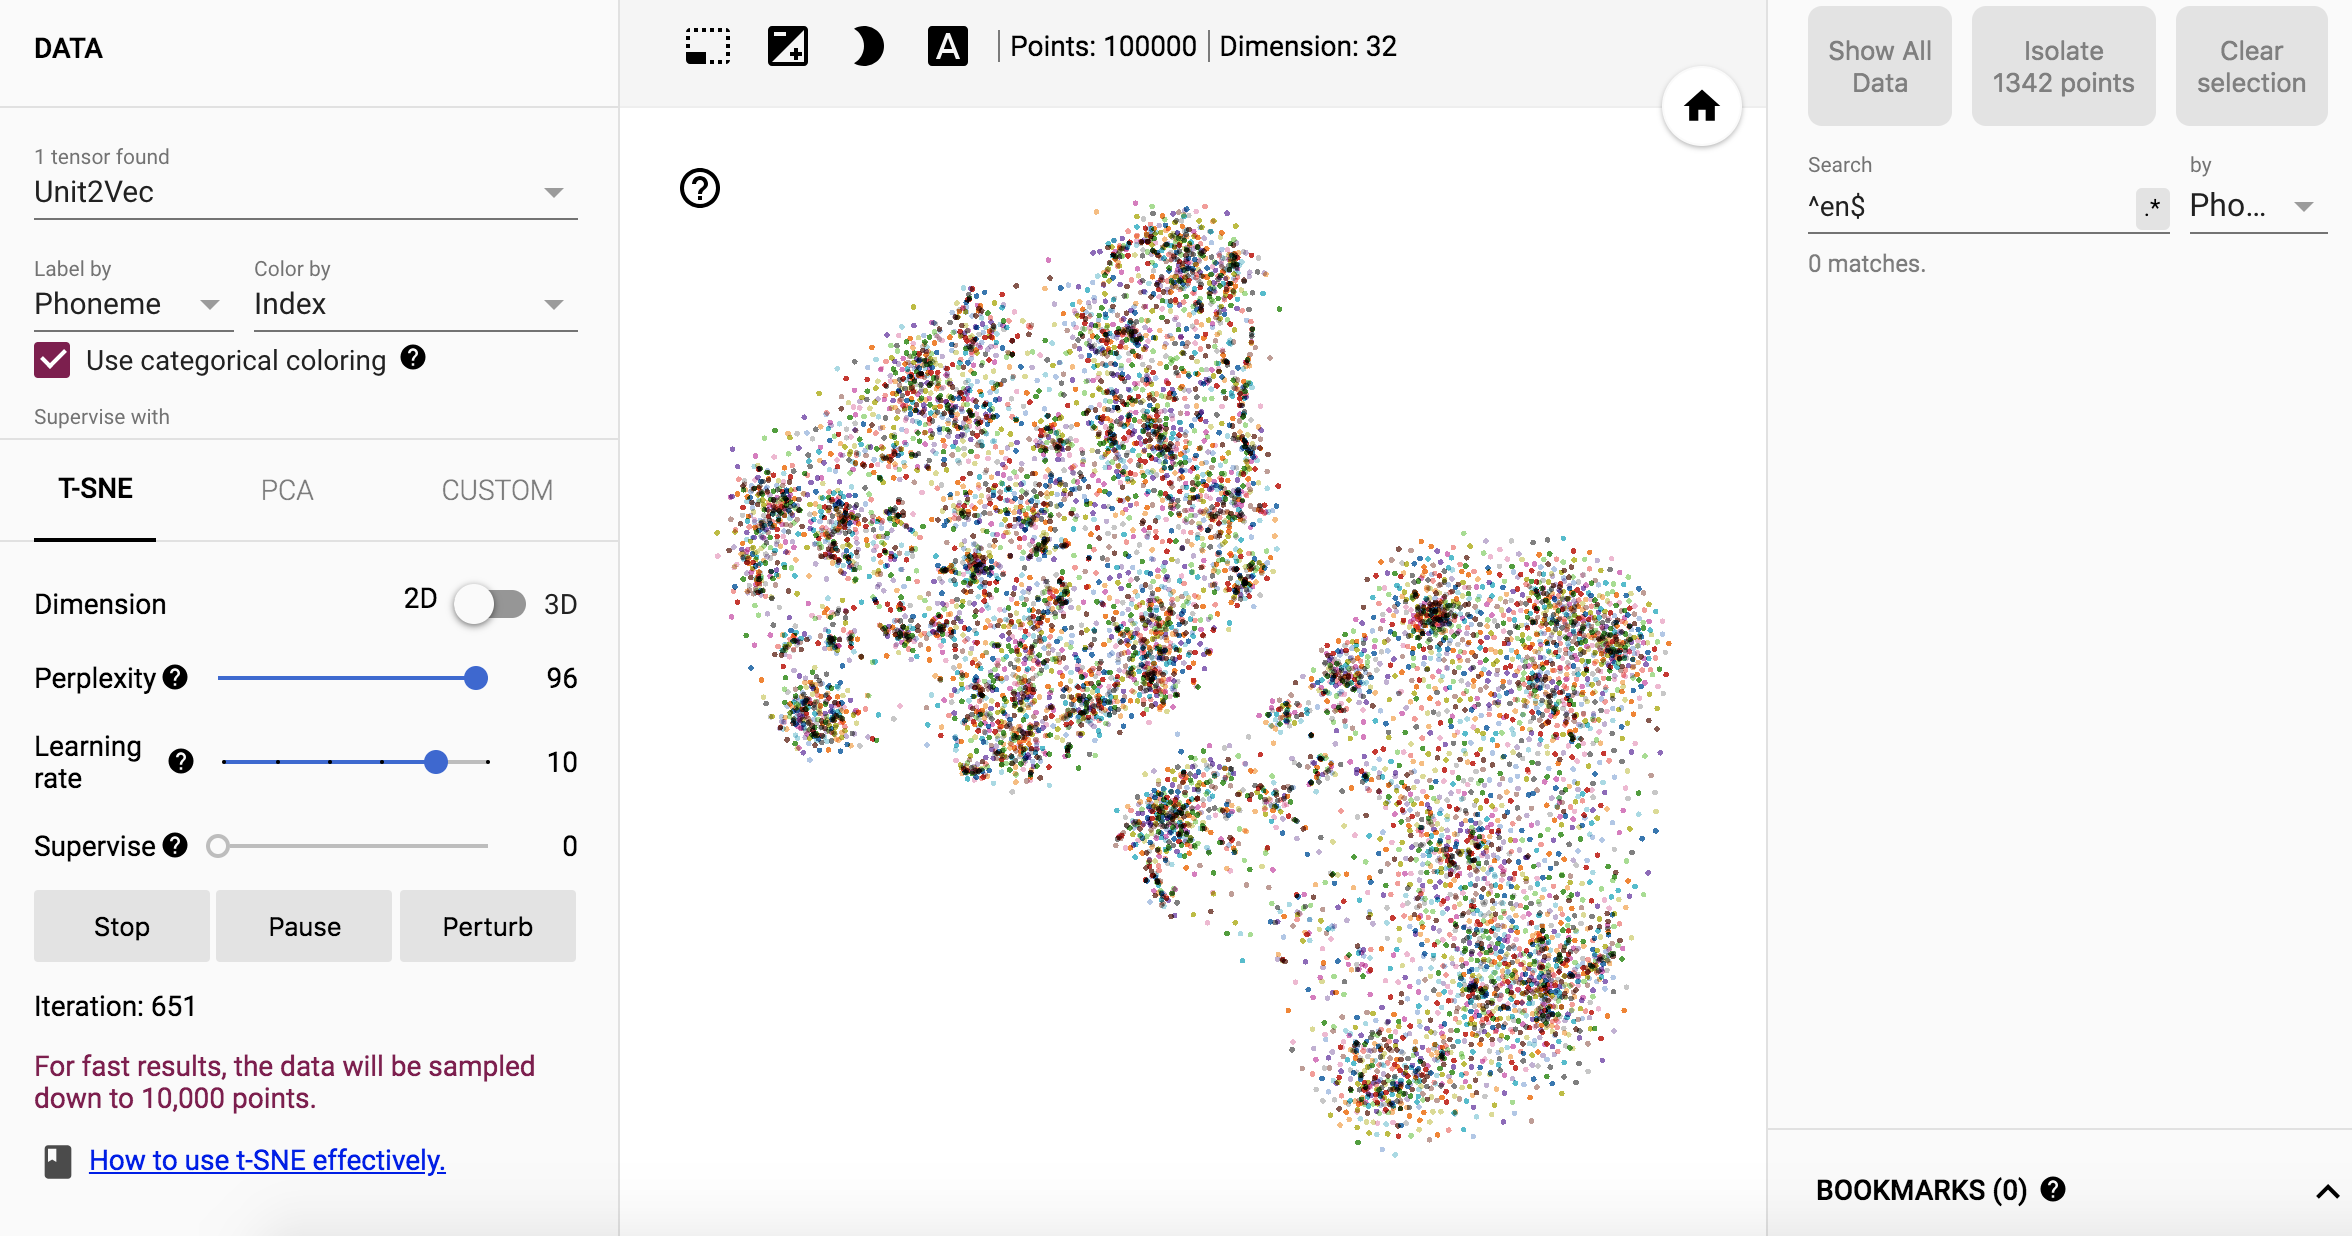 DATA
1 tensor found
Unit2Vec
Label by
Phoneme
Color by
Index
Use categorical coloring ?
Supervise with
T-SNE PCA CUSTOM
Dimension 2D 3D
Perplexity ? 96
Learning
rate ? 10
Supervise ? 0
Stop Pause Perturb
Iteration: 651
For fast results, the data will be sampled
down to 10,000 points.
How to use t-SNE effectively.
A | Points: 100000 | Dimension: 32
?
Show All
Data
Isolate
1342 points
Clear
selection
Search
^en$ .*
by
Pho...
0 matches.
BOOKMARKS (0) ?